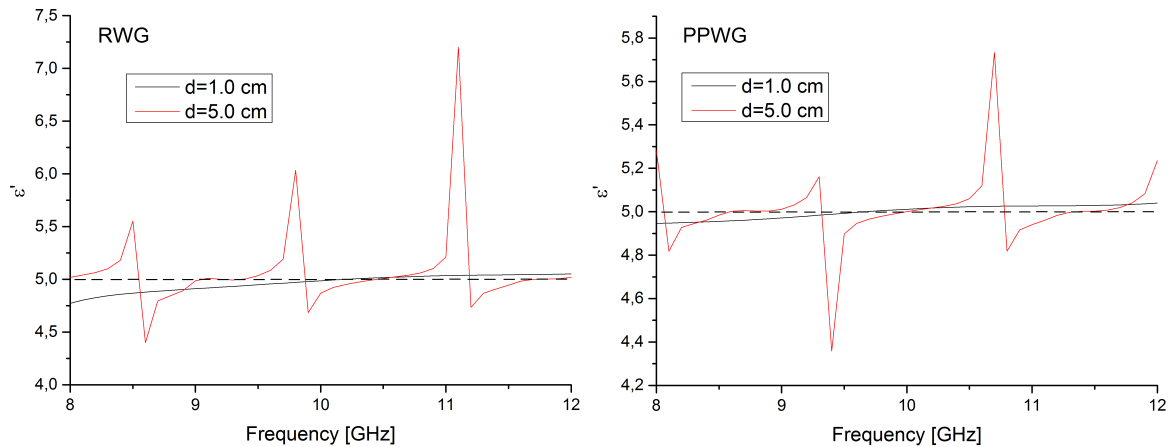 RWG
d=1.0 cm
d=5.0 cm
7,5
7,0
6,5
6,0
5,5
5,0
4,5
4,0
ε'
8
9
10
11
12
Frequency [GHz]
PPWG
d=1.0 cm
d=5.0 cm
5,8
5,6
5,4
5,2
5,0
4,8
4,6
4,4
4,2
ε'
8
9
10
11
12
Frequency [GHz]